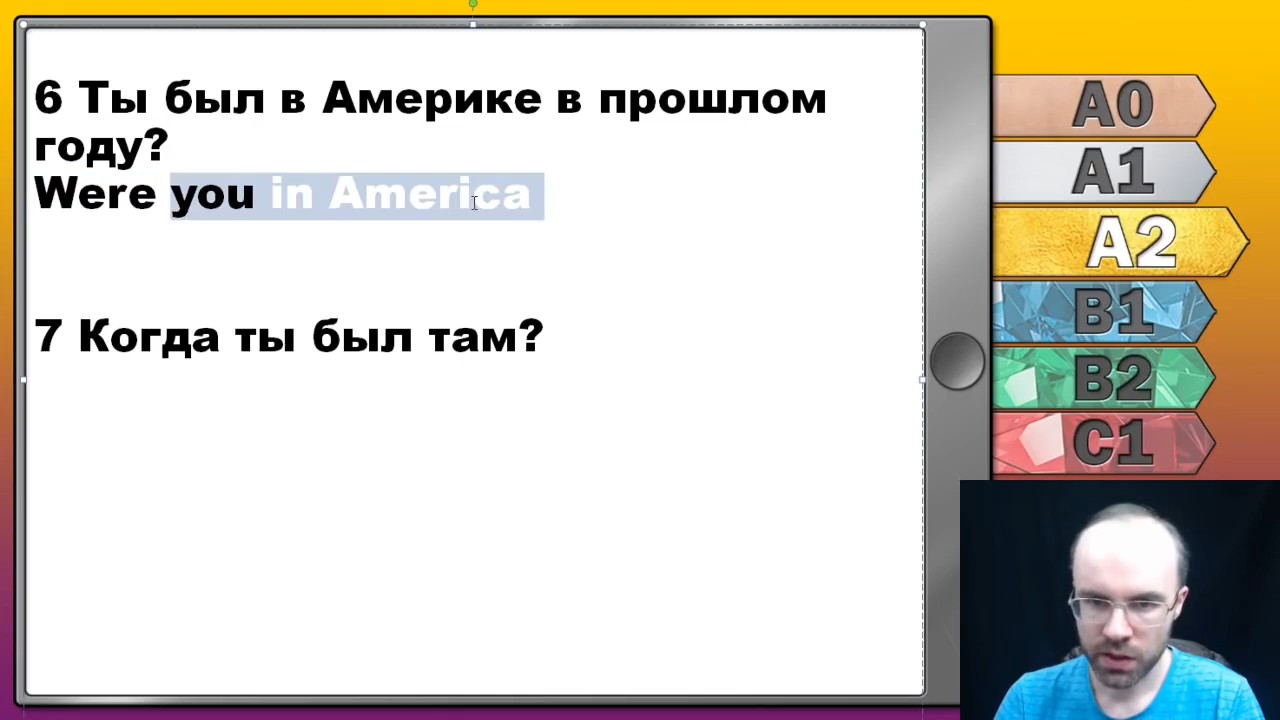 6 Ты был в Америке в прошлом
году?
Were you in America
7 Когда ты был там?
A0
A1
A2
B1
B2
C1